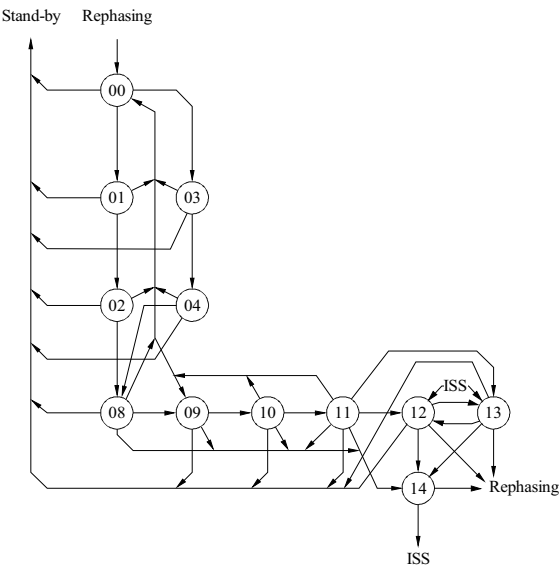 Stand-by Rephasing
00
01 03
02 04
ISS
08 09 10 11 12 13
14 Rephasing
ISS